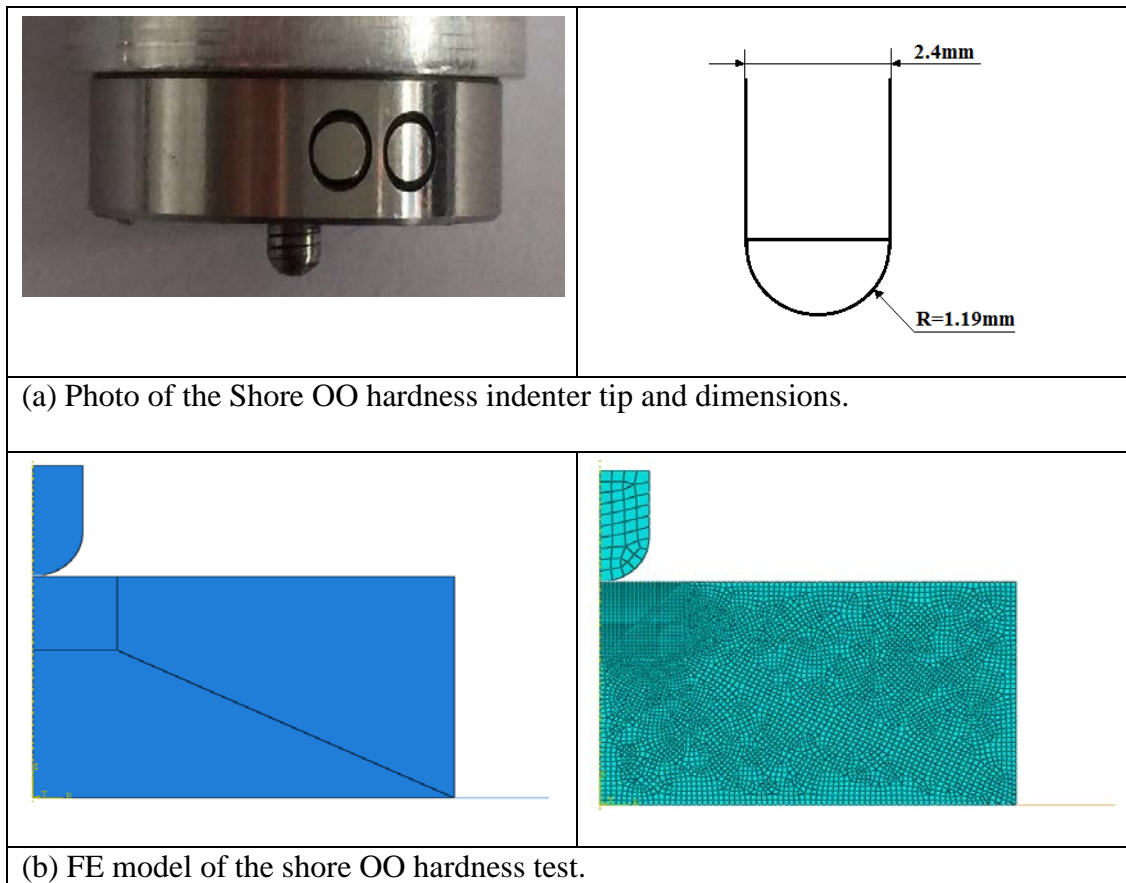 OO
2.4mm
R=1.19mm
(a) Photo of the Shore OO hardness indenter tip and dimensions.
(b) FE model of the shore OO hardness test.